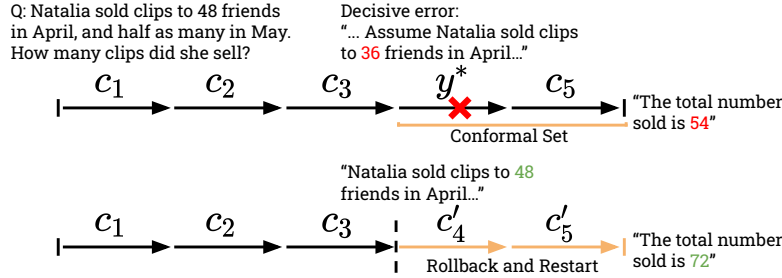 Q: Natalia sold clips to 48 friends
in April, and half as many in May.
How many clips did she sell?
Decisive error:
“... Assume Natalia sold clips
to 36 friends in April...”
c₁ c₂ c₃ y* c₅
Conformal Set
“The total number
sold is 54”
“Natalia sold clips to 48
friends in April...”
c₁ c₂ c₃ c′₄ c′₅
Rollback and Restart
“The total number
sold is 72”